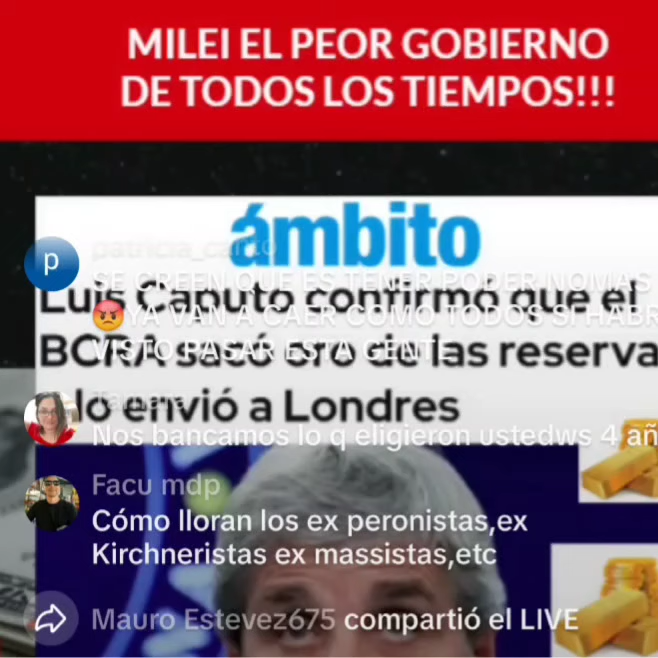 MILEI EL PEOR GOBIERNO
DE TODOS LOS TIEMPOS!!!
ámbito
patricia_canto
p
SE CREEN QUE ES TENER PODER NOMAS
Luis Caputo confirmó que el
😡YA VAN A CAER COMO TODOS SI HABR
BCRA sacó oro de las reserva
VISTO PASAR ESTA GENTE
lo envió a Londres
Nos bancamos lo q eligieron ustedws 4 añ
Facu mdp
Cómo lloran los ex peronistas,ex
Kirchneristas ex massistas,etc
Mauro Estevez675 compartió el LIVE